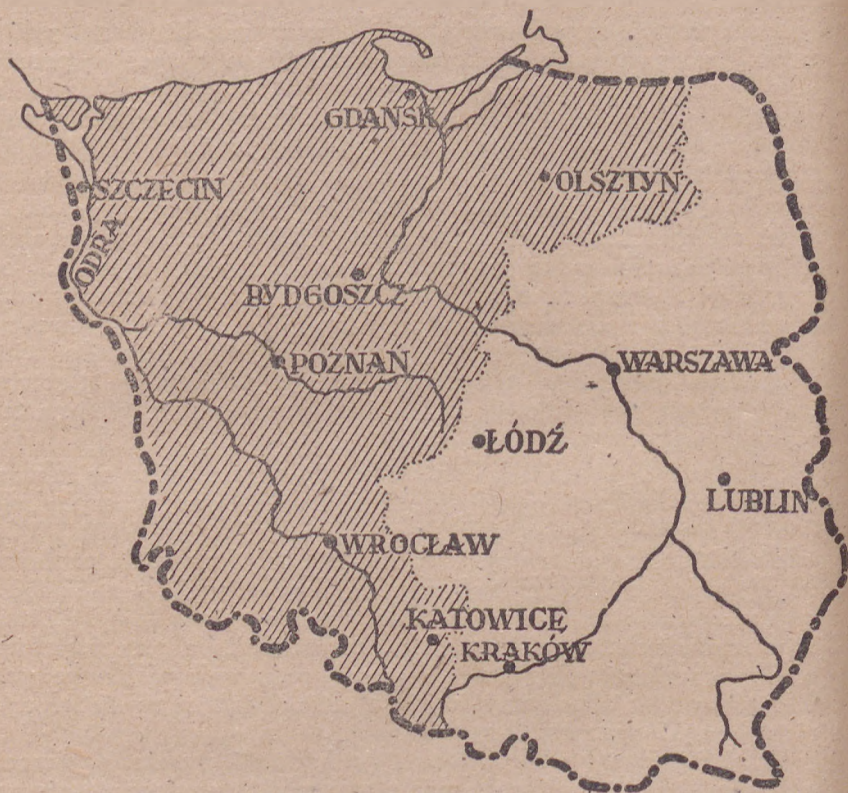 GDAŃSK
SZCZECIN
OLSZTYN
ODRA
BYDGOSZCZ
POZNAŃ
WARSZAWA
ŁÓDŹ
LUBLIN
WROCŁAW
KATOWICE
KRAKÓW